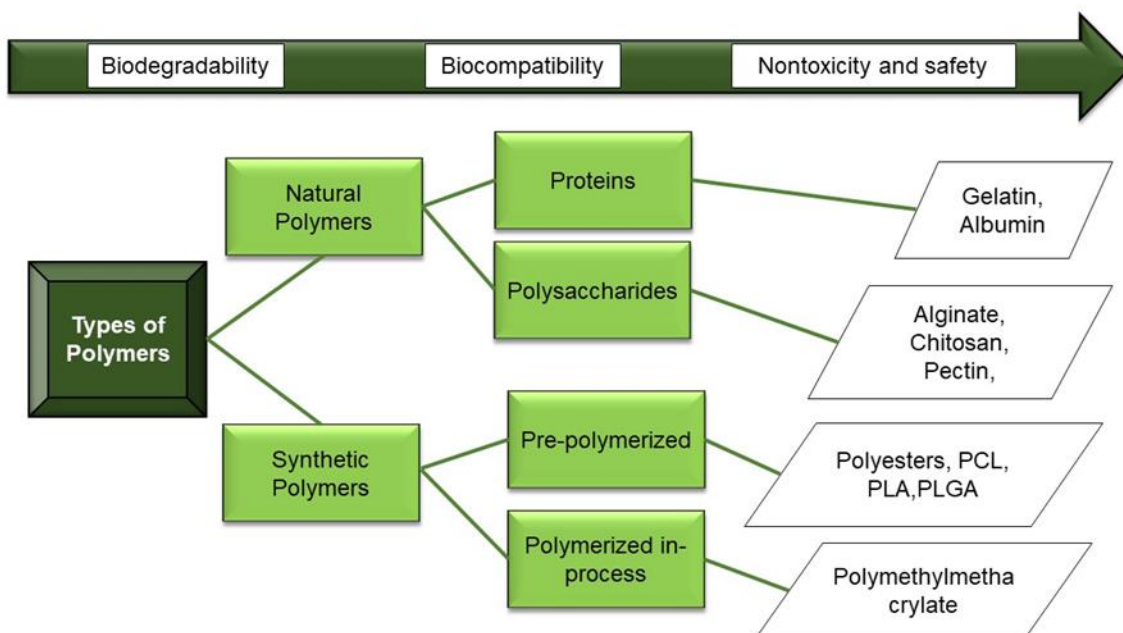 Biodegradability
Biocompatibility
Nontoxicity and safety
Types of
Polymers
Natural
Polymers
Proteins
Gelatin,
Albumin
Polysaccharides
Alginate,
Chitosan,
Pectin,
Synthetic
Polymers
Pre-polymerized
Polyesters, PCL,
PLA,PLGA
Polymerized in-
process
Polymethylmetha
crylate